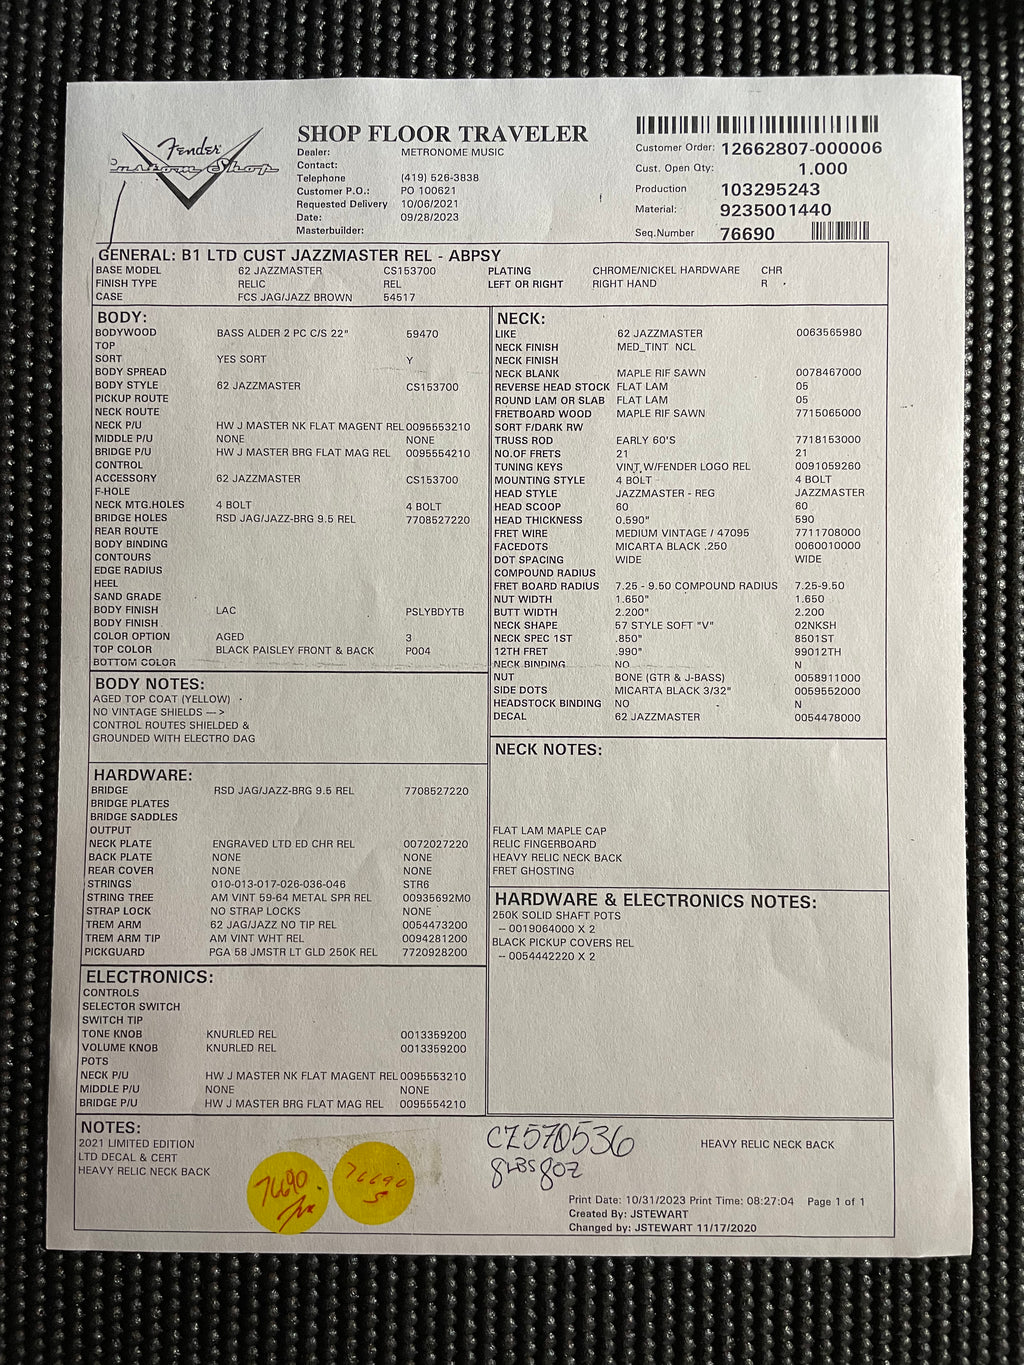 Fender
Custom Shop
SHOP FLOOR TRAVELER
Dealer: METRONOME MUSIC
Contact:
Telephone (419) 526-3838
Customer P.O.: PO 100621
Requested Delivery 10/06/2021
Date: 09/28/2023
Masterbuilder:
Customer Order: 12662807-000006
Cust. Open Qty: 1.000
Production 103295243
Material: 9235001440
Seq.Number 76690
GENERAL: B1 LTD CUST JAZZMASTER REL - ABPSY
BASE MODEL 62 JAZZMASTER CS153700 PLATING CHROME/NICKEL HARDWARE CHR
FINISH TYPE RELIC REL LEFT OR RIGHT RIGHT HAND R
CASE FCS JAG/JAZZ BROWN 54517
BODY:
BODYWOOD BASS ALDER 2 PC C/S 22" 59470
TOP
SORT YES SORT Y
BODY SPREAD
BODY STYLE 62 JAZZMASTER CS153700
PICKUP ROUTE
NECK ROUTE
NECK P/U HW J MASTER NK FLAT MAGENT REL 0095553210
MIDDLE P/U NONE NONE
BRIDGE P/U HW J MASTER BRG FLAT MAG REL 0095554210
CONTROL
ACCESSORY 62 JAZZMASTER CS153700
F-HOLE
NECK MTG.HOLES 4 BOLT 4 BOLT
BRIDGE HOLES RSD JAG/JAZZ-BRG 9.5 REL 7708527220
REAR ROUTE
BODY BINDING
CONTOURS
EDGE RADIUS
HEEL
SAND GRADE
BODY FINISH LAC PSLYBDYTB
BODY FINISH
COLOR OPTION AGED 3
TOP COLOR BLACK PAISLEY FRONT & BACK P004
BOTTOM COLOR
BODY NOTES:
AGED TOP COAT (YELLOW)
NO VINTAGE SHIELDS --->
CONTROL ROUTES SHIELDED &
GROUNDED WITH ELECTRO DAG
HARDWARE:
BRIDGE RSD JAG/JAZZ-BRG 9.5 REL 7708527220
BRIDGE PLATES
BRIDGE SADDLES
OUTPUT
NECK PLATE ENGRAVED LTD ED CHR REL 0072027220
BACK PLATE NONE NONE
REAR COVER NONE NONE
STRINGS 010-013-017-026-036-046 STR6
STRING TREE AM VINT 59-64 METAL SPR REL 00935692M0
STRAP LOCK NO STRAP LOCKS NONE
TREM ARM 62 JAG/JAZZ NO TIP REL 0054473200
TREM ARM TIP AM VINT WHT REL 0094281200
PICKGUARD PGA 58 JMSTR LT GLD 250K REL 7720928200
ELECTRONICS:
CONTROLS
SELECTOR SWITCH
SWITCH TIP
TONE KNOB KNURLED REL 0013359200
VOLUME KNOB KNURLED REL 0013359200
POTS
NECK P/U HW J MASTER NK FLAT MAGENT REL 0095553210
MIDDLE P/U NONE NONE
BRIDGE P/U HW J MASTER BRG FLAT MAG REL 0095554210
NECK:
LIKE 62 JAZZMASTER 0063565980
NECK FINISH MED_TINT NCL
NECK FINISH
NECK BLANK MAPLE RIF SAWN 0078467000
REVERSE HEAD STOCK FLAT LAM 05
ROUND LAM OR SLAB FLAT LAM 05
FRETBOARD WOOD MAPLE RIF SAWN 7715065000
SORT F/DARK RW
TRUSS ROD EARLY 60'S 7718153000
NO.OF FRETS 21 21
TUNING KEYS VINT.W/FENDER LOGO REL 0091059260
MOUNTING STYLE 4 BOLT 4 BOLT
HEAD STYLE JAZZMASTER - REG JAZZMASTER
HEAD SCOOP 60 60
HEAD THICKNESS 0.590" 590
FRET WIRE MEDIUM VINTAGE / 47095 7711708000
FACEDOTS MICARTA BLACK .250 0060010000
DOT SPACING WIDE WIDE
COMPOUND RADIUS
FRET BOARD RADIUS 7.25 - 9.50 COMPOUND RADIUS 7.25-9.50
NUT WIDTH 1.650" 1.650
BUTT WIDTH 2.200" 2.200
NECK SHAPE 57 STYLE SOFT "V" 02NKSH
NECK SPEC 1ST .850" 8501ST
12TH FRET .990" 99012TH
NECK BINDING NO N
NUT BONE (GTR & J-BASS) 0058911000
SIDE DOTS MICARTA BLACK 3/32" 0059552000
HEADSTOCK BINDING NO N
DECAL 62 JAZZMASTER 0054478000
NECK NOTES:
FLAT LAM MAPLE CAP
RELIC FINGERBOARD
HEAVY RELIC NECK BACK
FRET GHOSTING
HARDWARE & ELECTRONICS NOTES:
250K SOLID SHAFT POTS
-- 0019064000 X 2
BLACK PICKUP COVERS REL
-- 0054442220 X 2
NOTES:
2021 LIMITED EDITION
LTD DECAL & CERT
HEAVY RELIC NECK BACK
76690
76690
S
CZ570536
8LBS 8OZ
HEAVY RELIC NECK BACK
Print Date: 10/31/2023 Print Time: 08:27:04 Page 1 of 1
Created By: JSTEWART
Changed by: JSTEWART 11/17/2020